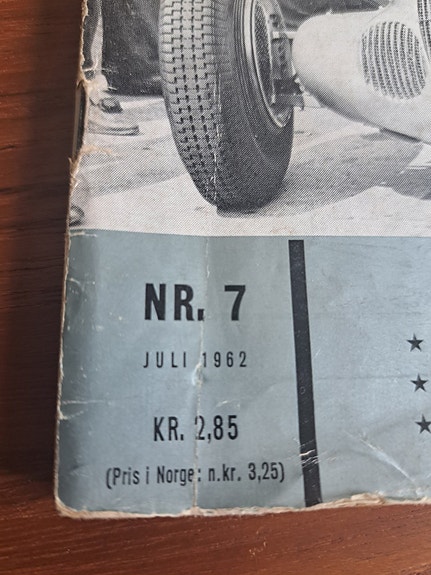 NR. 7
JULI 1962
KR. 2,85
(Pris i Norge: n.kr. 3,25)